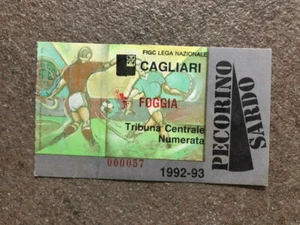 FIGC LEGA NAZIONALE
CAGLIARI
FOGGIA
Tribuna Centrale
Numerata
000057
1992-93
PECORINO
SARDO